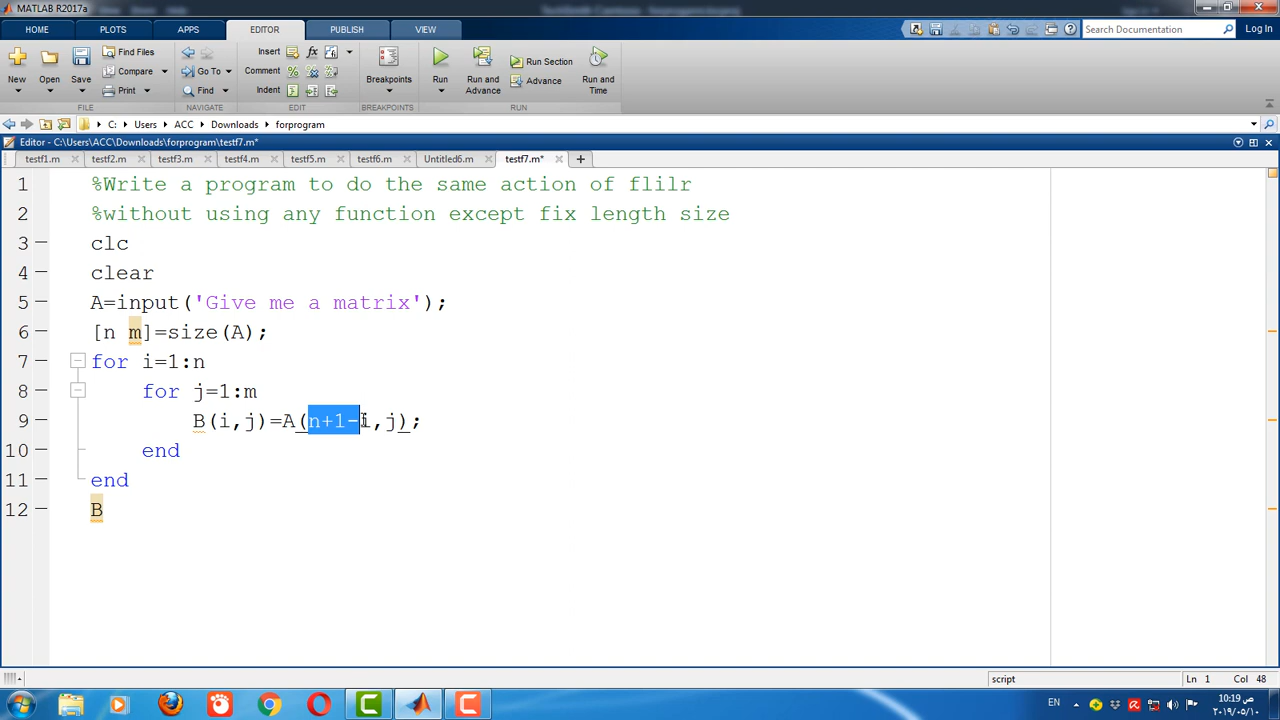 MATLAB R2017a
HOME PLOTS APPS EDITOR PUBLISH VIEW
Search Documentation Log In
New Open Save Find Files Compare Print Go To Find Insert fx Comment Indent Breakpoints Run Run and Advance Run Section Advance Run and Time
FILE NAVIGATE EDIT BREAKPOINTS RUN
C: Users ACC Downloads forprogram
Editor - C:\Users\ACC\Downloads\forprogram\testf7.m*
testf1.m testf2.m testf3.m testf4.m testf5.m testf6.m Untitled6.m testf7.m*
1 %Write a program to do the same action of flilr
2 %without using any function except fix length size
3 clc
4 clear
5 A=input('Give me a matrix');
6 [n m]=size(A);
7 for i=1:n
8 for j=1:m
9 B(i,j)=A(n+1-i,j);
10 end
11 end
12 B
script Ln 1 Col 48
EN 10:19 ص
٢٠١٩/٠٥/١٠